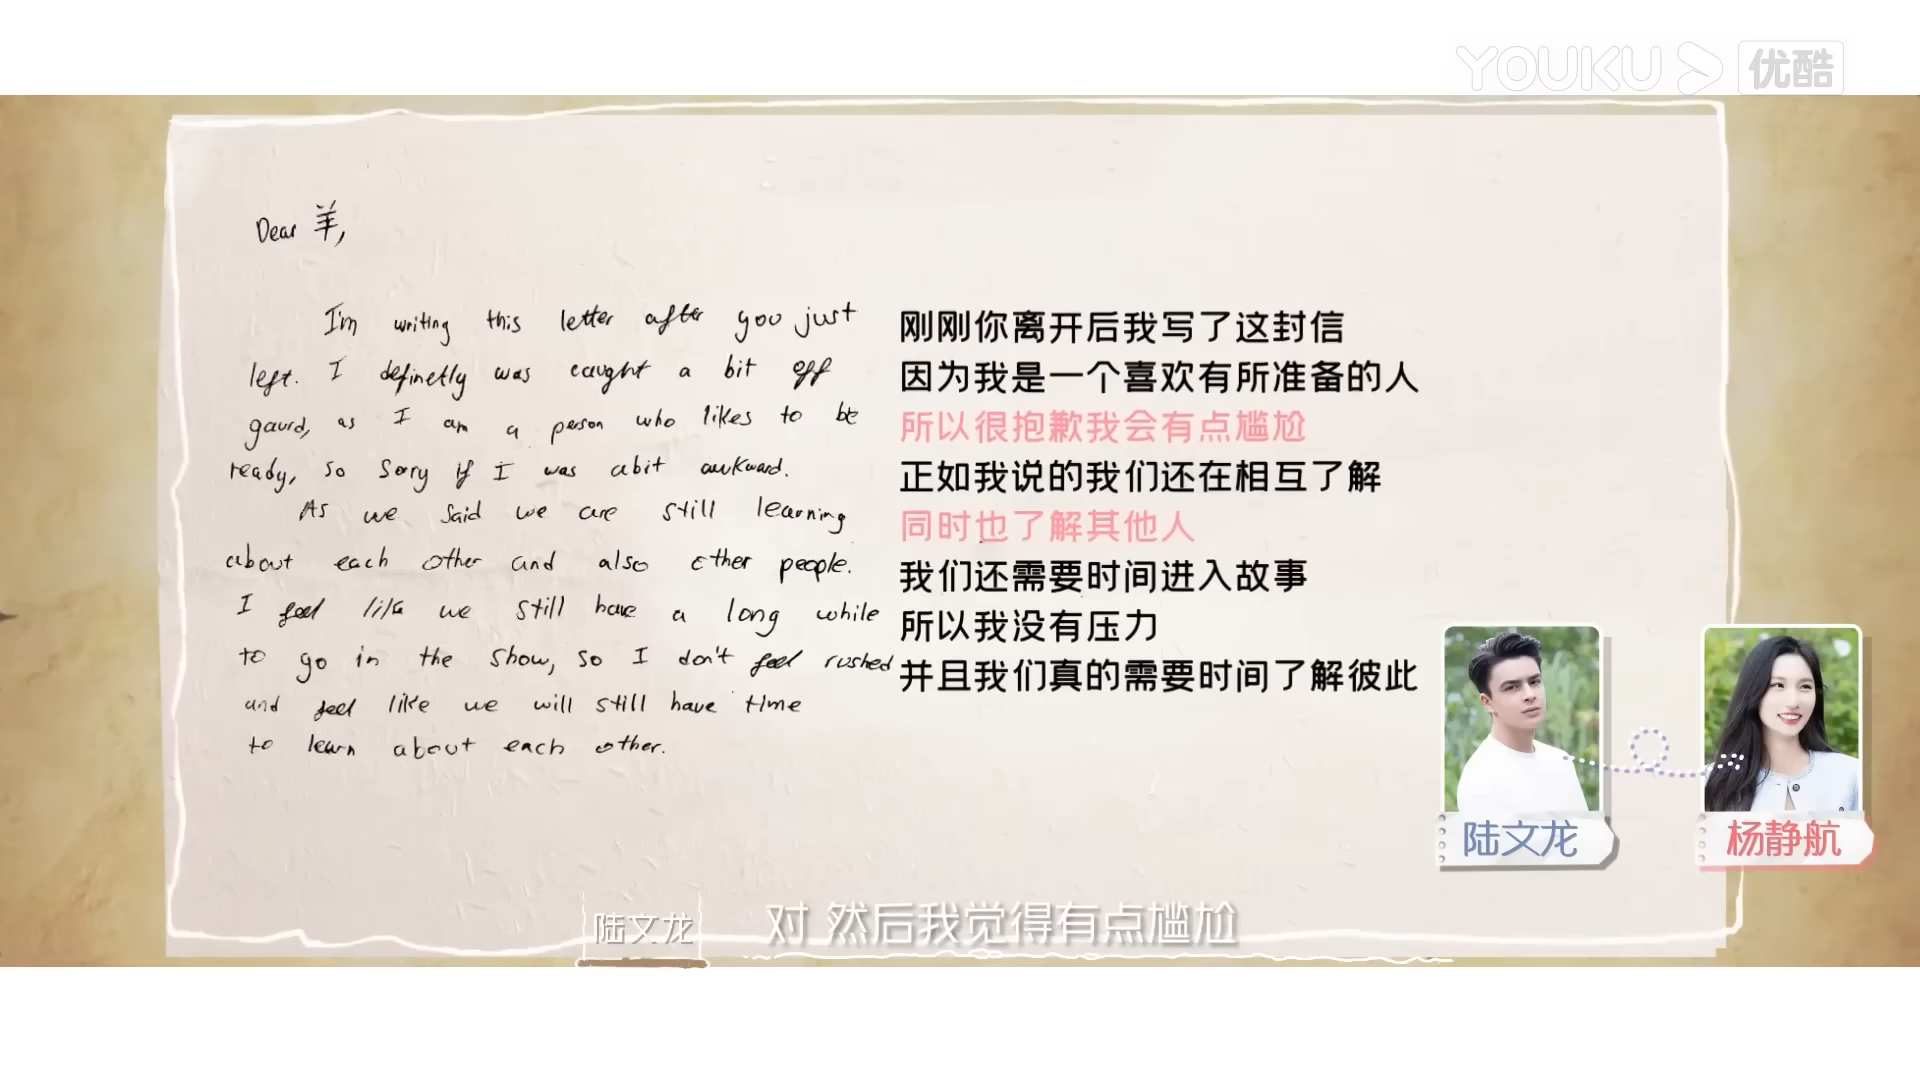 YOUKU 优酷
Dear 羊,
I'm writing this letter after you just
left. I definetly was caught a bit off
gaurd, as I am a person who likes to be
ready, so sorry if I was abit awkward.
As we said we are still learning
about each other and also other people.
I feel like we still have a long while
to go in the show, so I don't feel rushed
and feel like we will still have time
to learn about each other.
刚刚你离开后我写了这封信
因为我是一个喜欢有所准备的人
所以很抱歉我会有点尴尬
正如我说的我们还在相互了解
同时也了解其他人
我们还需要时间进入故事
所以我没有压力
并且我们真的需要时间了解彼此
陆文龙
杨静航
陆文龙
对 然后我觉得有点尴尬